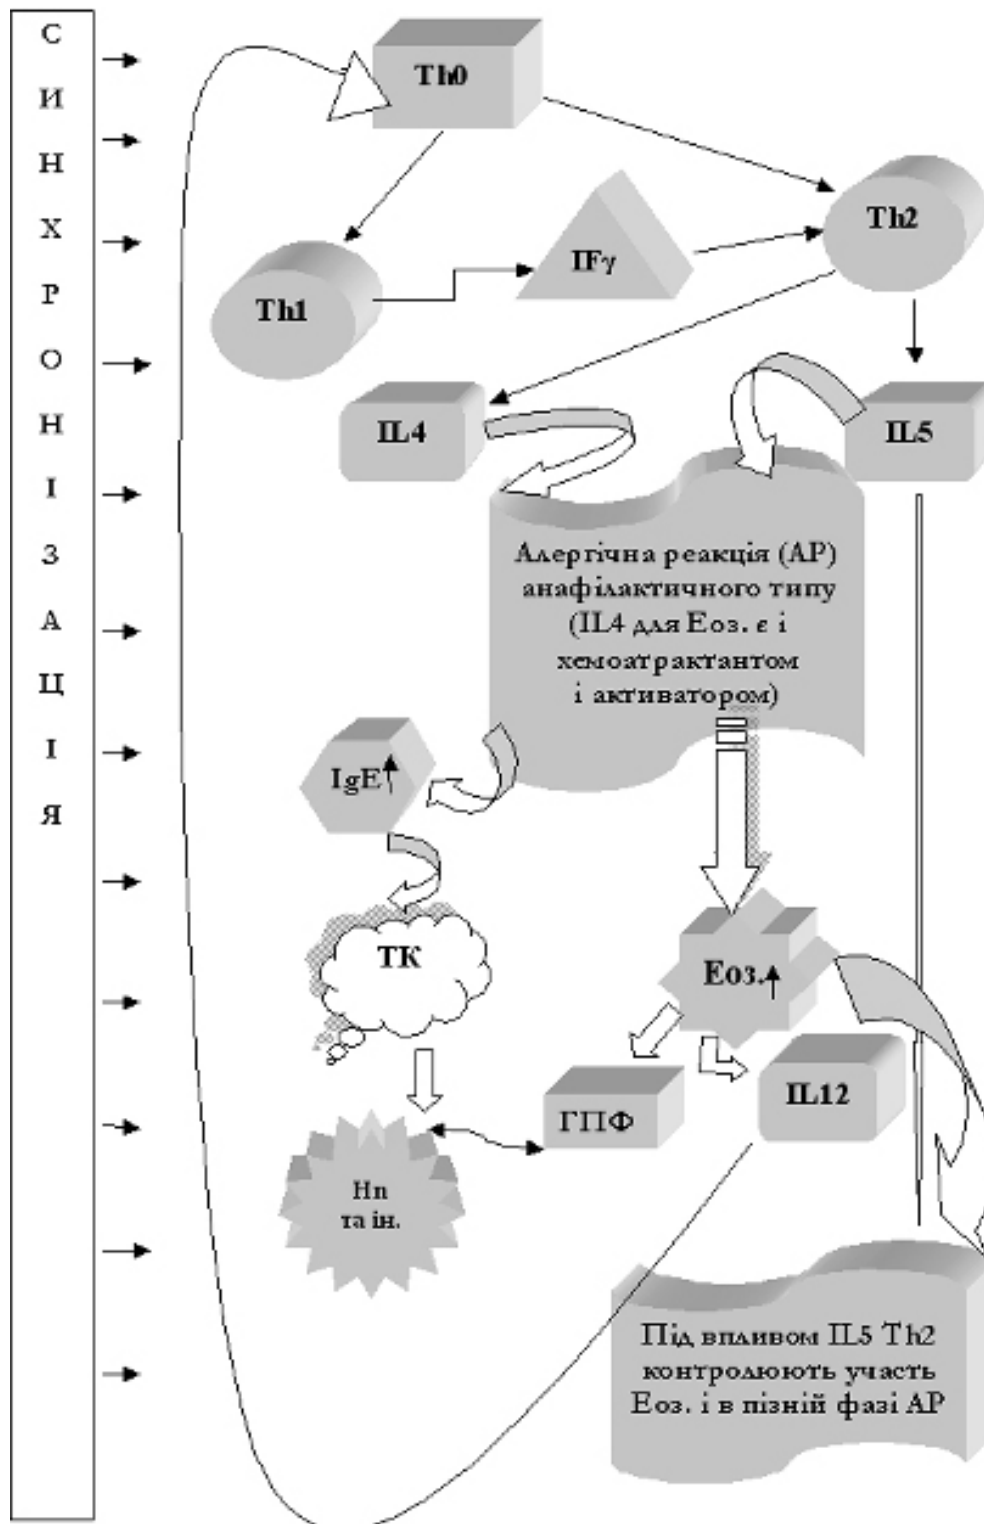 С
И
Н
Х
Р
О
Н
І
З
А
Ц
І
Я
Th0
Th2
IFγ
Th1
IL4
IL5
Алергічна реакція (АР)
анафілактичного типу
(IL4 для Еоз. є і
хемоатрактантом
і активатором)
IgE
ТК
Еоз.
IL12
ГПФ
Нп
та ін.
Під впливом IL5 Th2
контролюють участь
Еоз. і в пізній фазі АР